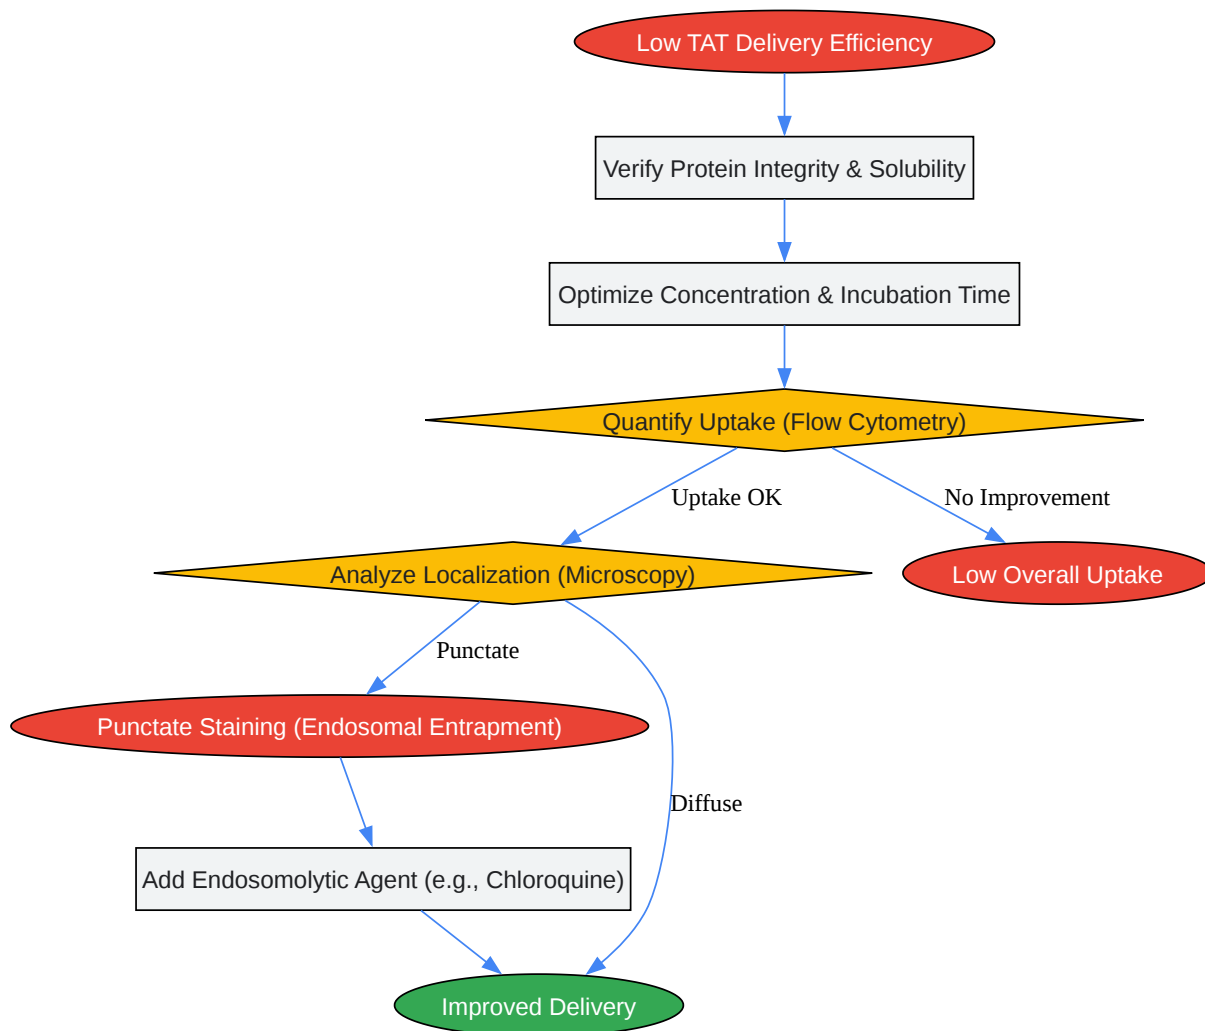 Low TAT Delivery Efficiency
Verify Protein Integrity & Solubility
Optimize Concentration & Incubation Time
Quantify Uptake (Flow Cytometry)
Uptake OK
No Improvement
Analyze Localization (Microscopy)
Low Overall Uptake
Punctate
Punctate Staining (Endosomal Entrapment)
Diffuse
Add Endosomolytic Agent (e.g., Chloroquine)
Improved Delivery